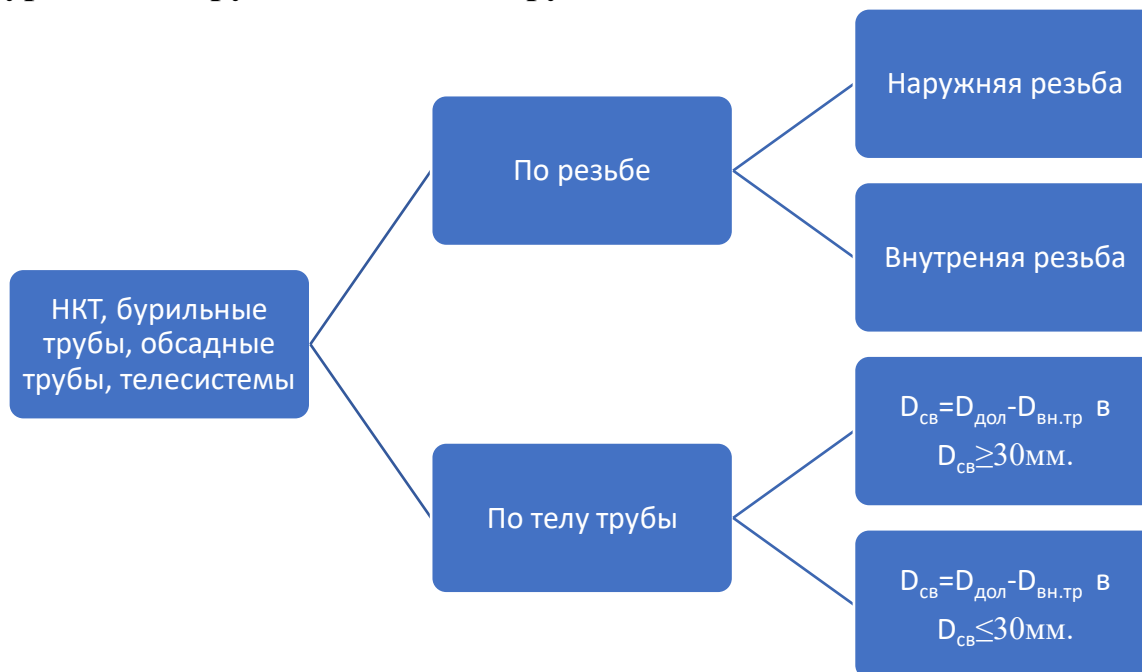 НКТ, бурильные
трубы, обсадные
трубы, телесистемы
По резьбе
Наружняя резьба
Внутреняя резьба
По телу трубы
Dсв=Dдол-Dвн.тр в
Dсв≥30мм.
Dсв=Dдол-Dвн.тр в
Dсв≤30мм.